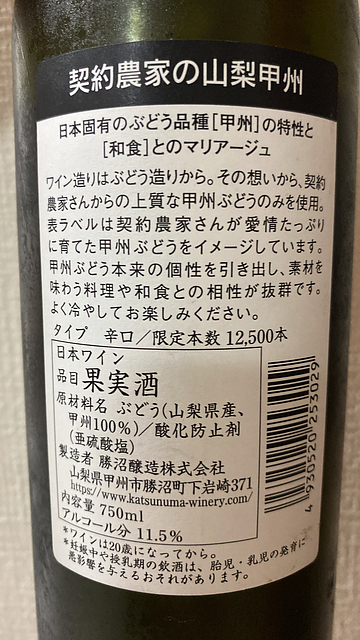 契約農家の山梨甲州
日本固有のぶどう品種[甲州]の特性と
[和食]とのマリアージュ
ワイン造りはぶどう造りから。その想いから、契約
農家さんからの上質な甲州ぶどうのみを使用。
表ラベルは契約農家さんが愛情たっぷり
に育てた甲州ぶどうをイメージしています。
甲州ぶどう本来の個性を引き出し、素材を
味わう料理や和食との相性が抜群です。
よく冷やしてお楽しみください。
タイプ 辛口／限定本数 12,500本
日本ワイン
品目 果実酒
原材料名 ぶどう(山梨県産、
甲州100%)／酸化防止剤
(亜硫酸塩)
製造者 勝沼醸造株式会社
山梨県甲州市勝沼町下岩崎371
https://www.katsunuma-winery.com/
内容量 750ml
アルコール分 11.5%
*ワインは20歳になってから。
*妊娠中や授乳期の飲酒は、胎児・乳児の発育に
悪影響を与えるおそれがあります。
4 930520 253029